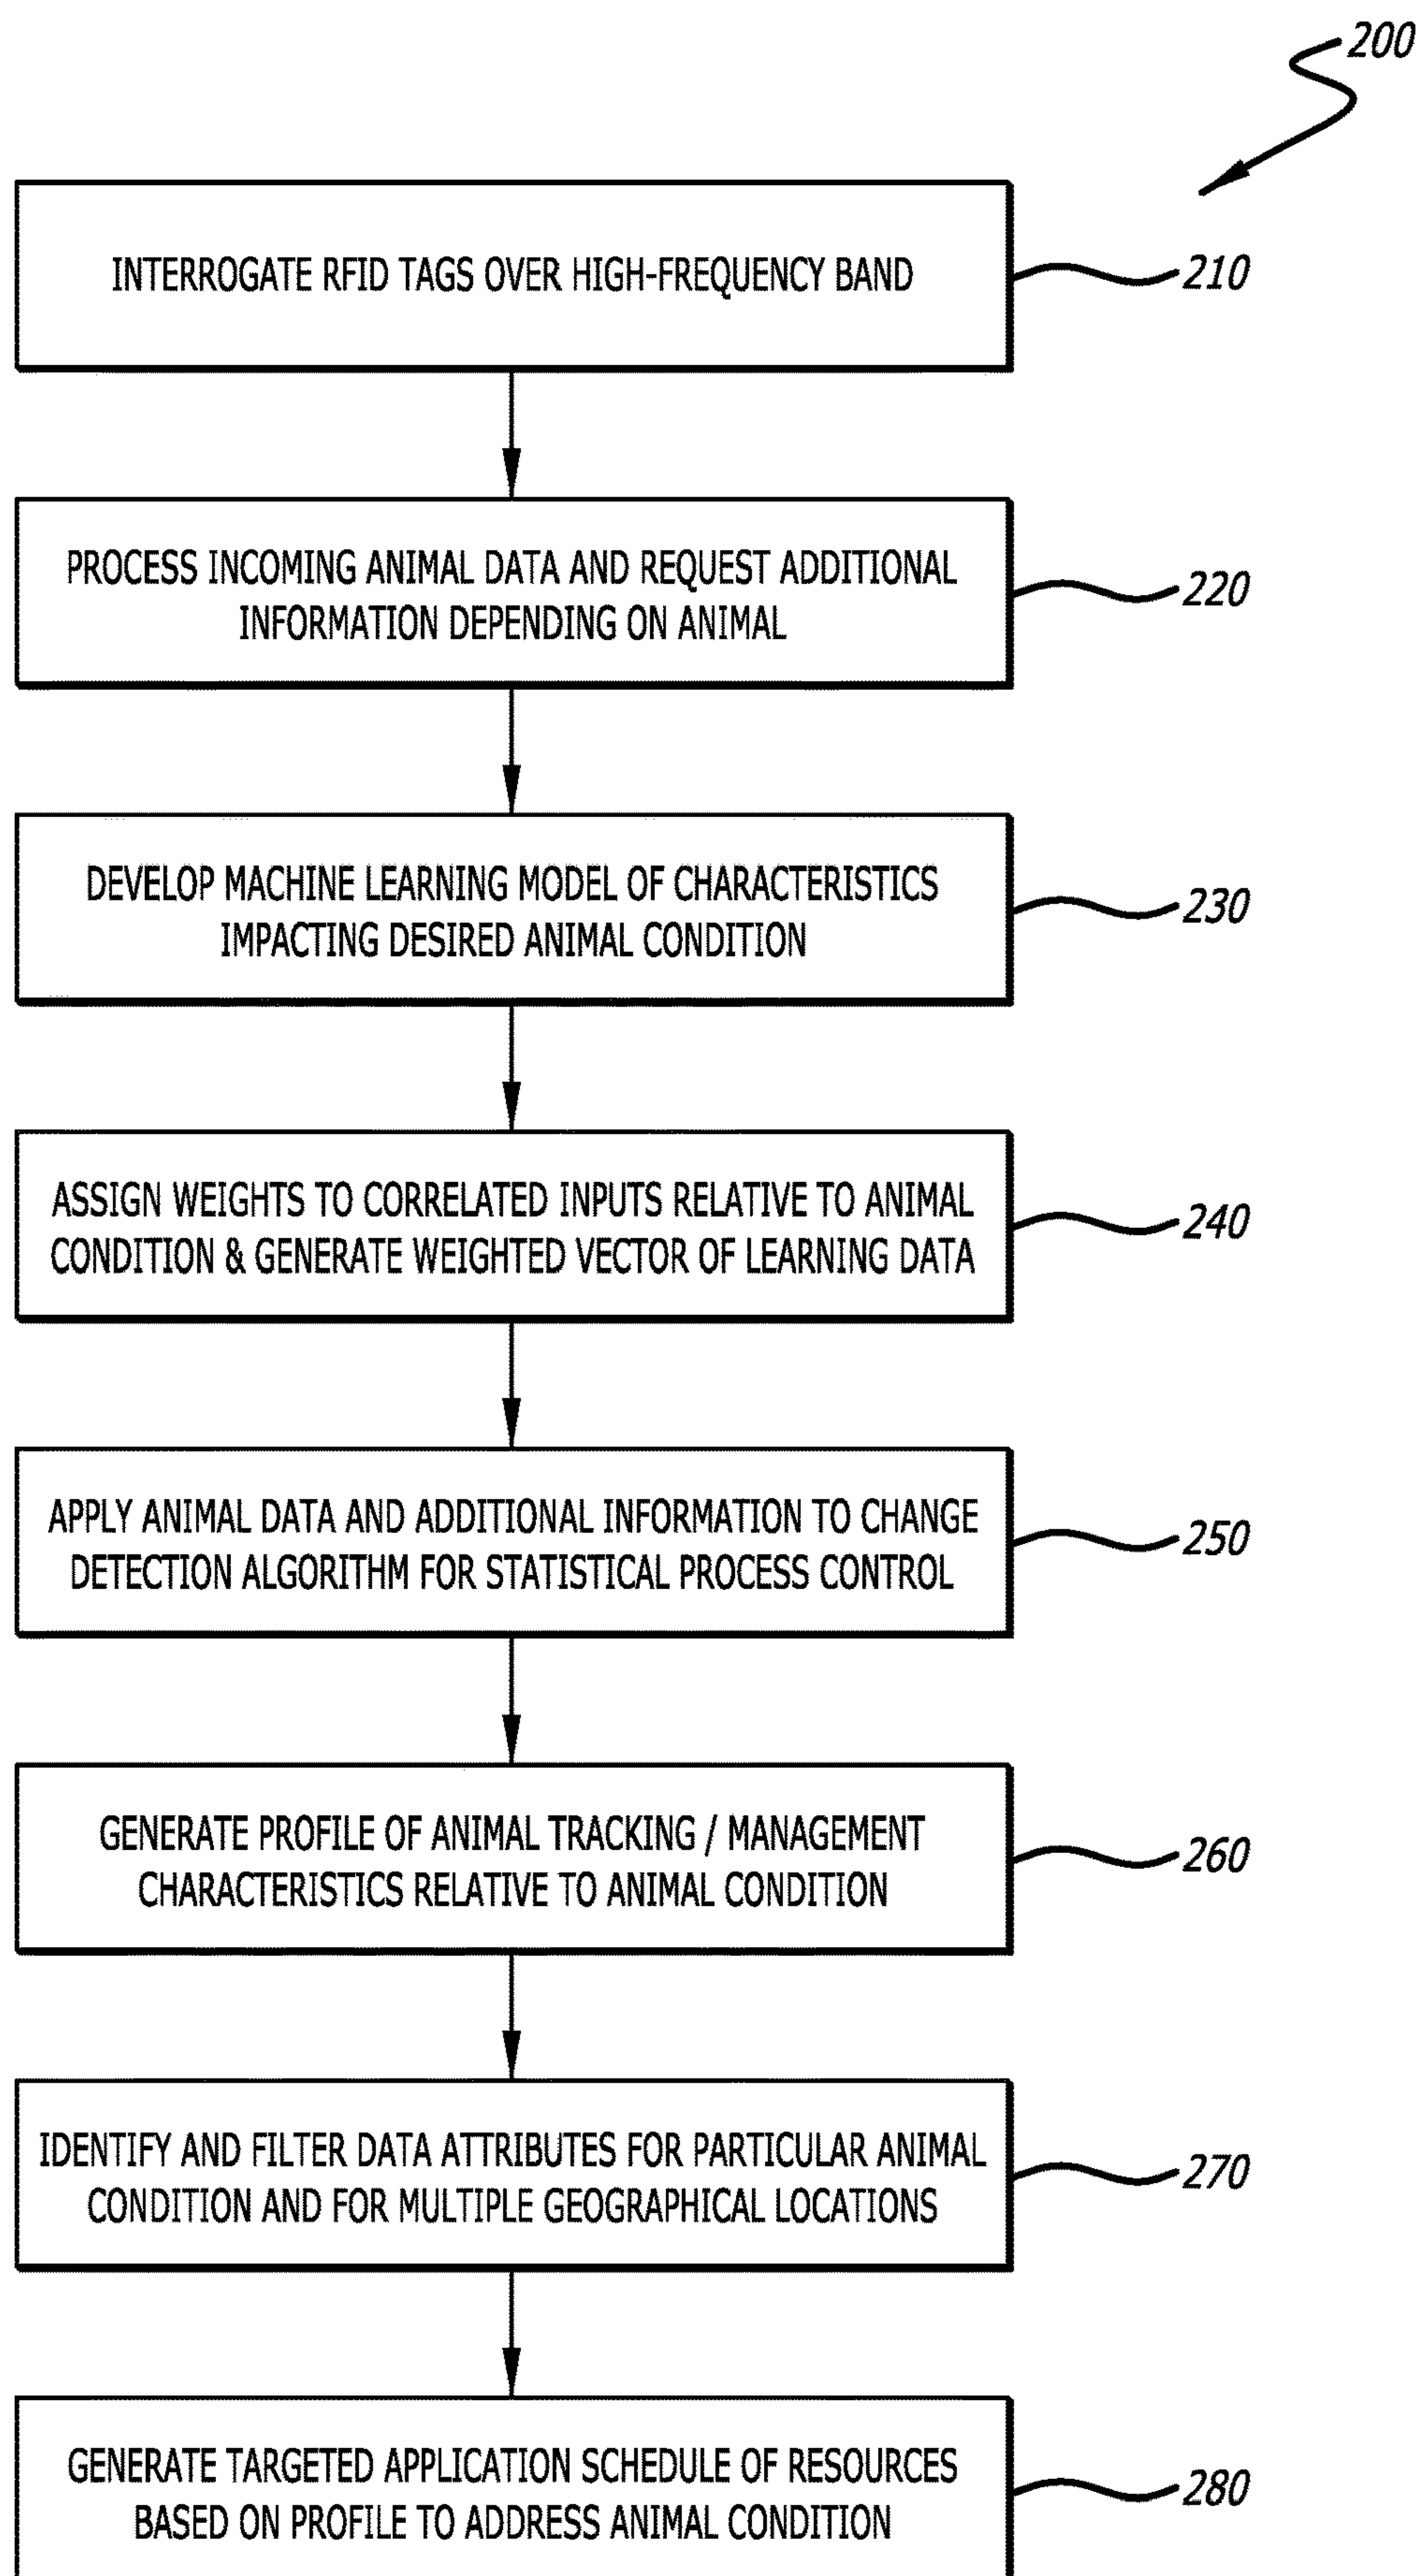 200
INTERROGATE RFID TAGS OVER HIGH-FREQUENCY BAND
210
PROCESS INCOMING ANIMAL DATA AND REQUEST ADDITIONAL
INFORMATION DEPENDING ON ANIMAL
220
DEVELOP MACHINE LEARNING MODEL OF CHARACTERISTICS
IMPACTING DESIRED ANIMAL CONDITION
230
ASSIGN WEIGHTS TO CORRELATED INPUTS RELATIVE TO ANIMAL
CONDITION & GENERATE WEIGHTED VECTOR OF LEARNING DATA
240
APPLY ANIMAL DATA AND ADDITIONAL INFORMATION TO CHANGE
DETECTION ALGORITHM FOR STATISTICAL PROCESS CONTROL
250
GENERATE PROFILE OF ANIMAL TRACKING / MANAGEMENT
CHARACTERISTICS RELATIVE TO ANIMAL CONDITION
260
IDENTIFY AND FILTER DATA ATTRIBUTES FOR PARTICULAR ANIMAL
CONDITION AND FOR MULTIPLE GEOGRAPHICAL LOCATIONS
270
GENERATE TARGETED APPLICATION SCHEDULE OF RESOURCES
BASED ON PROFILE TO ADDRESS ANIMAL CONDITION
280